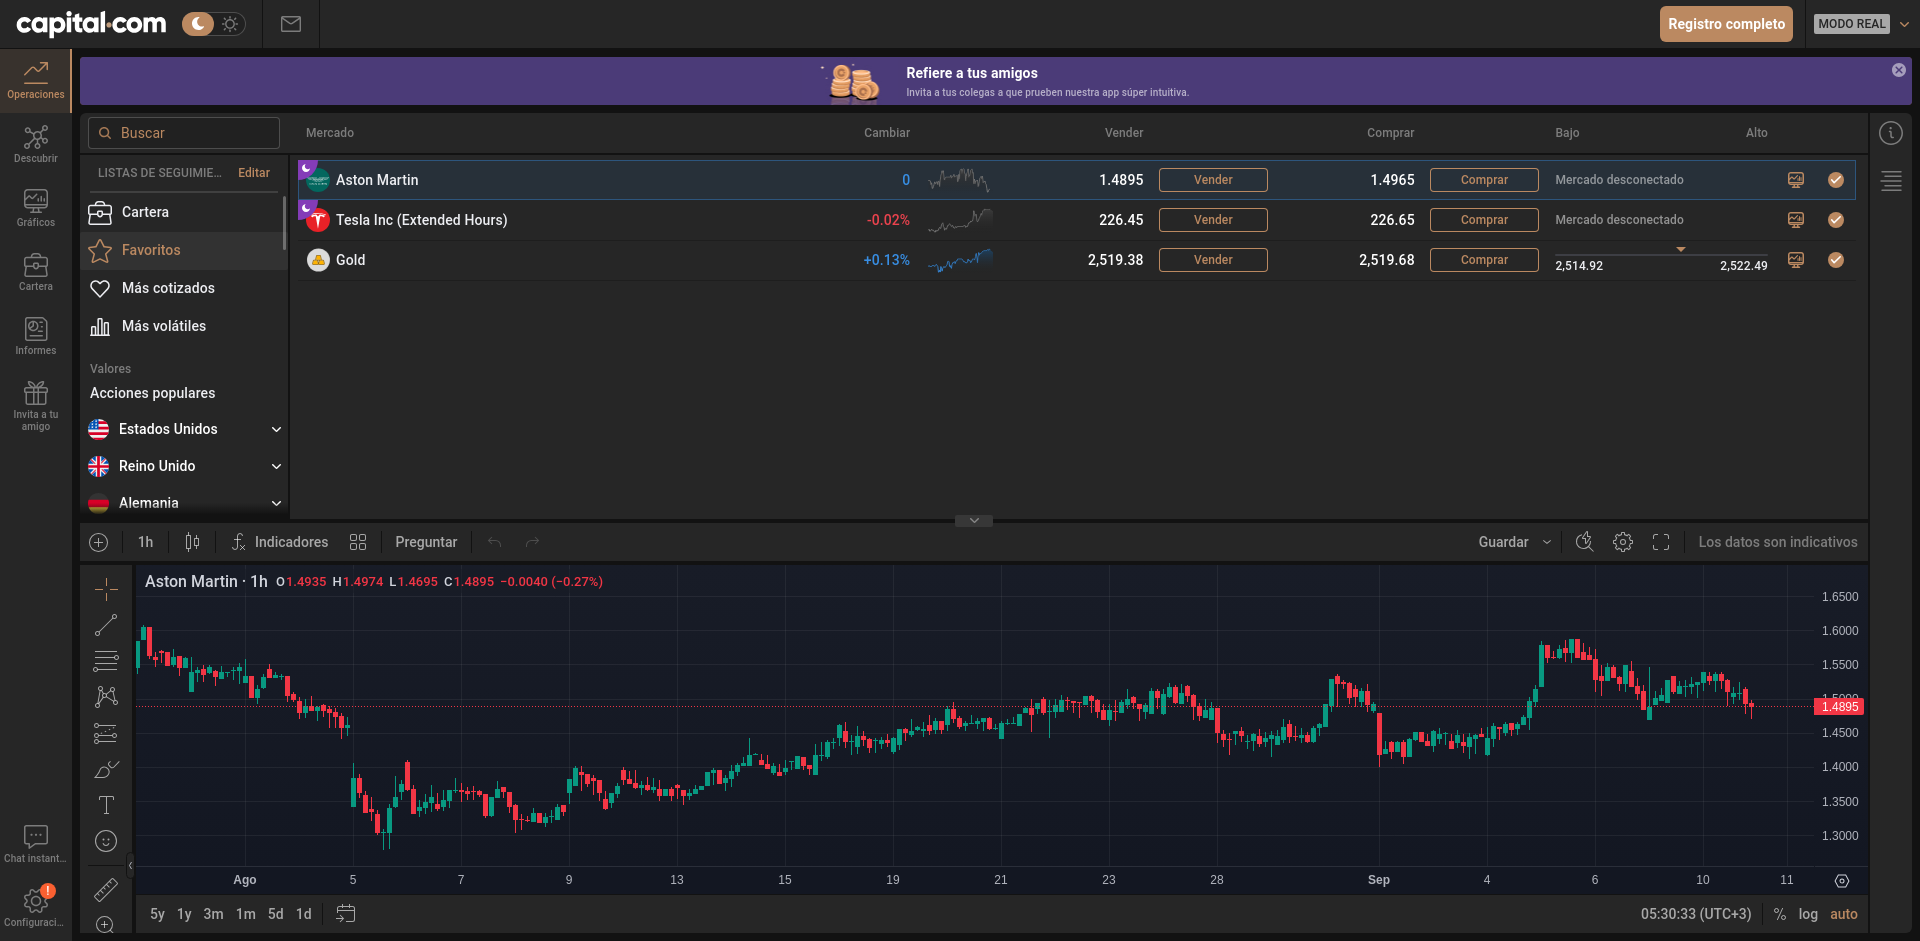 capital.com
Registro completo
MODO REAL
Operaciones
Descubrir
Gráficos
Cartera
Informes
Invita a tu
amigo
Chat instant...
Configuraci...
Refiere a tus amigos
Invita a tus colegas a que prueben nuestra app súper intuitiva.
Buscar
Mercado Cambiar Vender Comprar Bajo Alto
LISTAS DE SEGUIMIE... Editar
Cartera
Favoritos
Más cotizados
Más volátiles
Valores
Acciones populares
Estados Unidos
Reino Unido
Alemania
Aston Martin 0 1.4895 Vender 1.4965 Comprar Mercado desconectado
Tesla Inc (Extended Hours) -0.02% 226.45 Vender 226.65 Comprar Mercado desconectado
Gold +0.13% 2,519.38 Vender 2,519.68 Comprar 2,514.92 2,522.49
1h Indicadores Preguntar Guardar Los datos son indicativos
Aston Martin · 1h O1.4935 H1.4974 L1.4695 C1.4895 −0.0040 (−0.27%)
1.6500
1.6000
1.5500
1.5000
1.4895
1.4500
1.4000
1.3500
1.3000
Ago 5 7 9 13 15 19 21 23 28 Sep 4 6 10 11
5y 1y 3m 1m 5d 1d 05:30:33 (UTC+3) % log auto